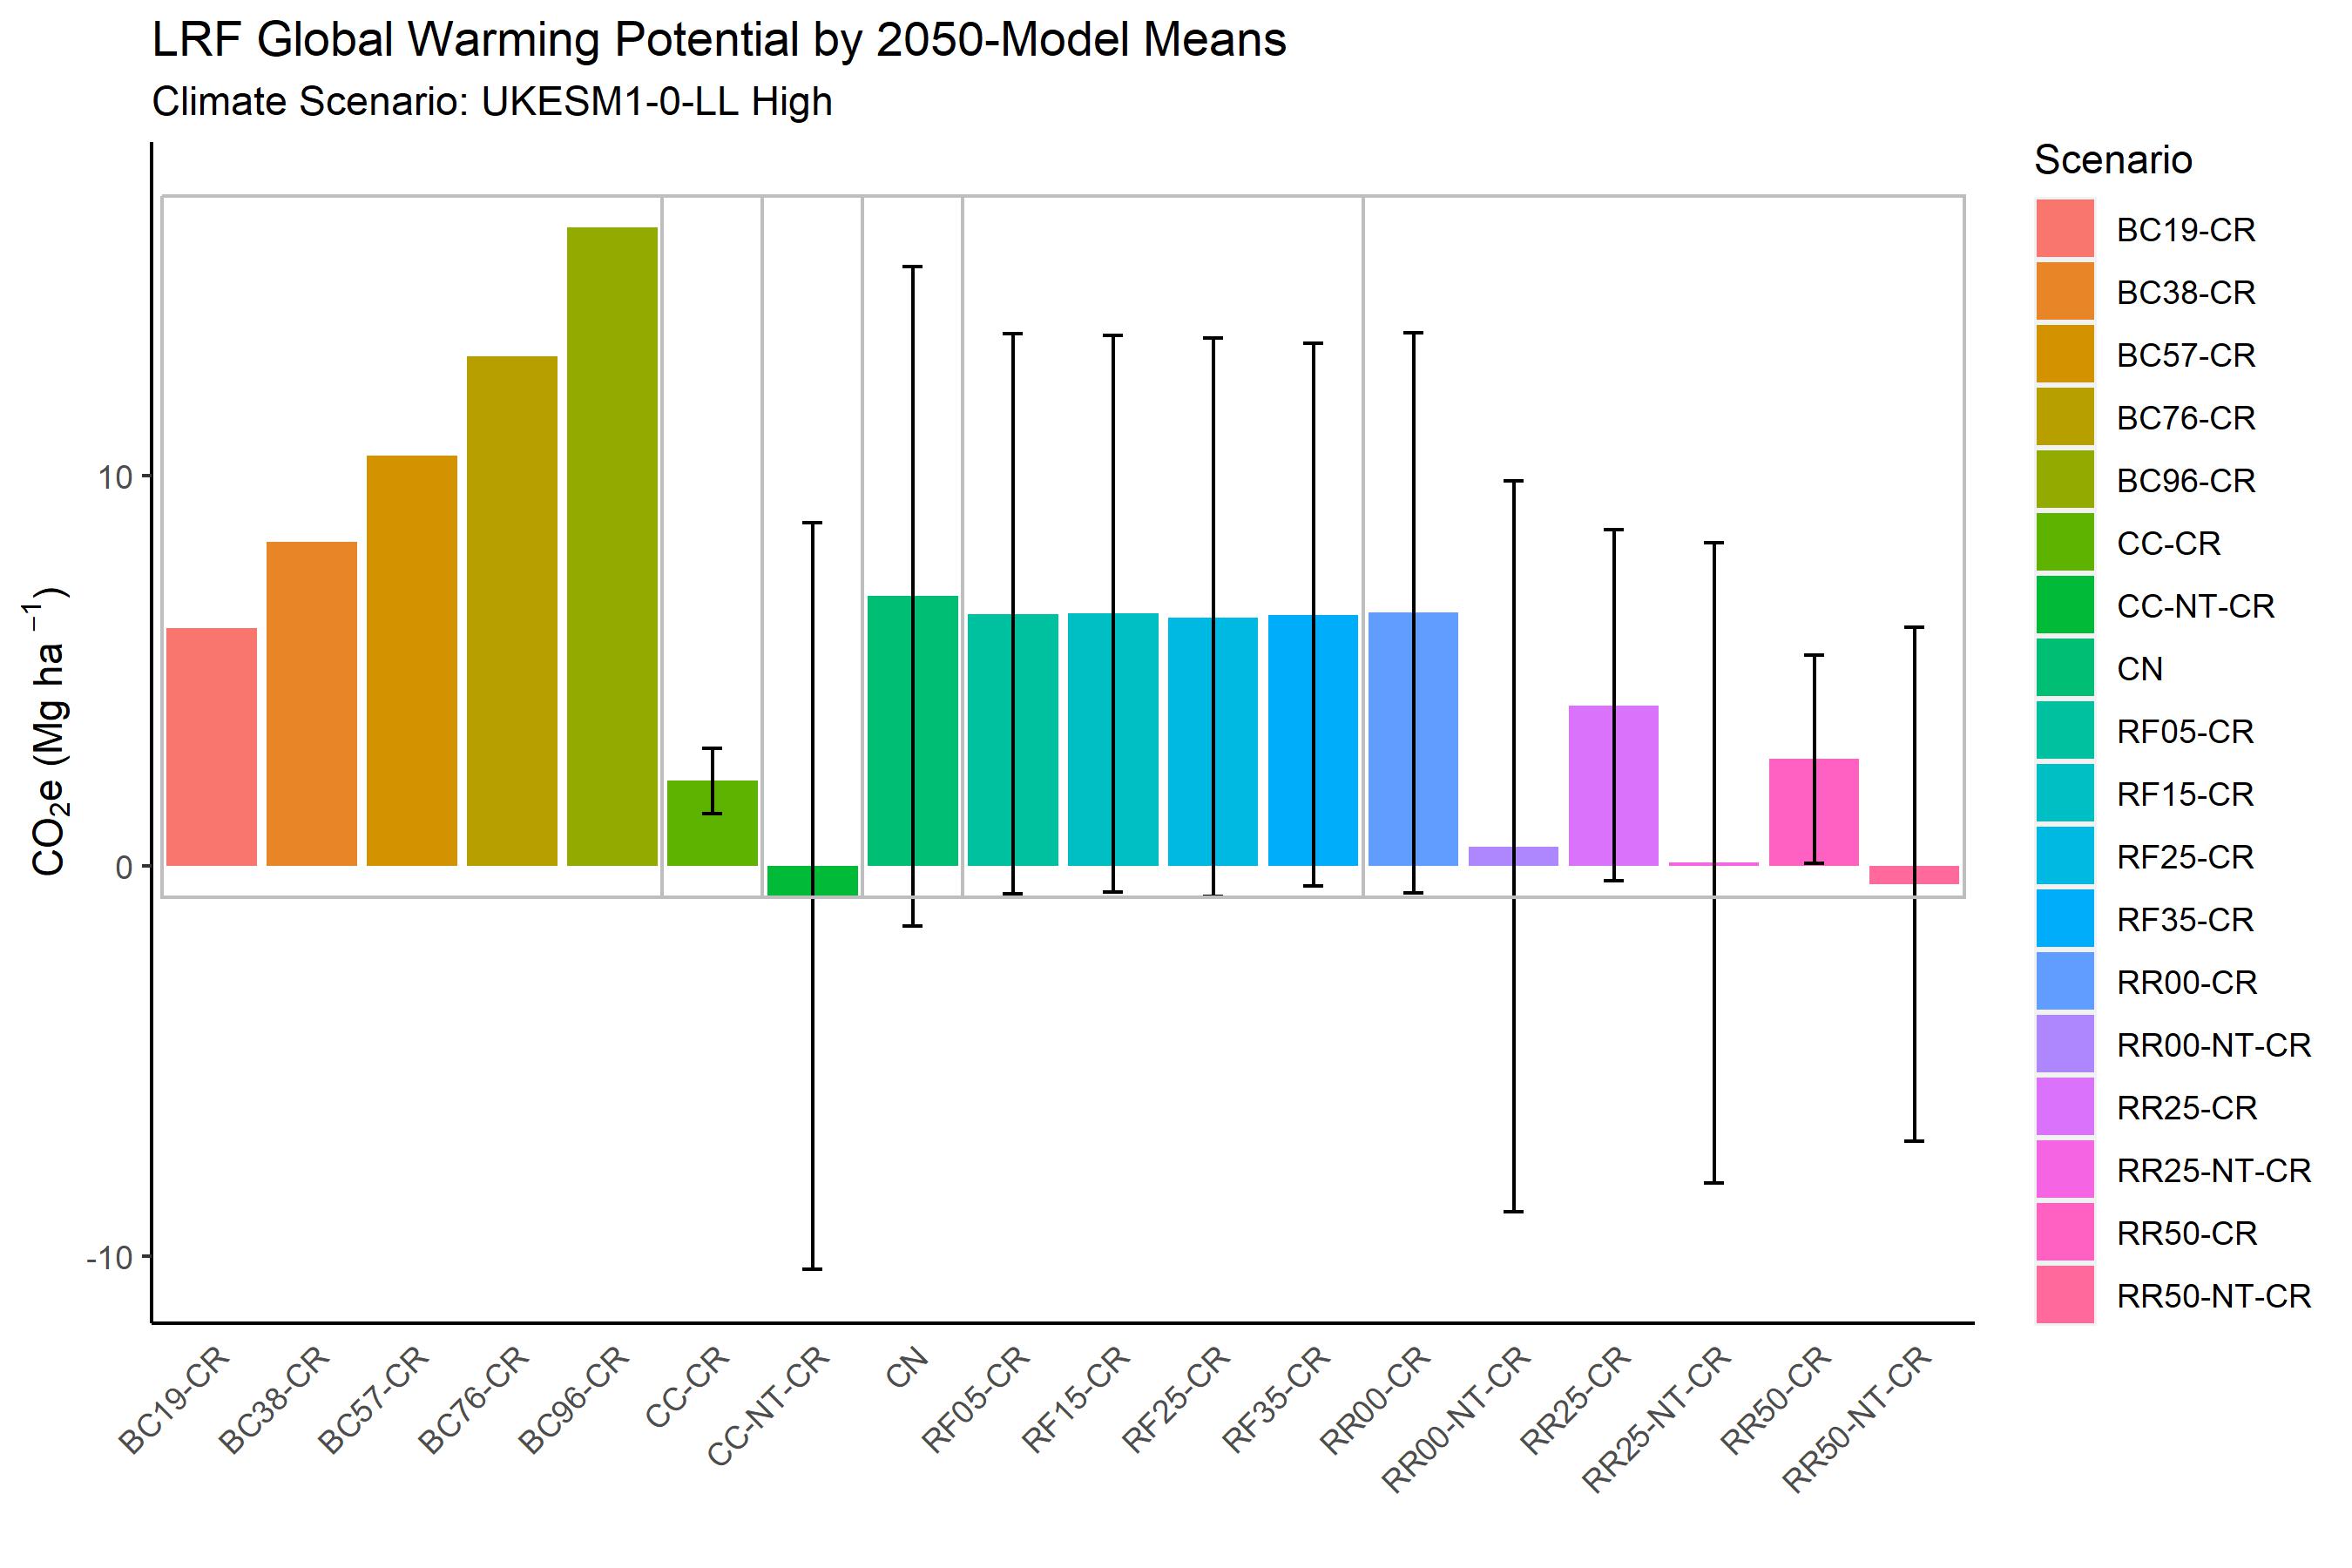 LRF Global Warming Potential by 2050-Model Means
Climate Scenario: UKESM1-0-LL High
CO₂e (Mg ha ⁻¹)
10
0
-10
BC19-CR
BC38-CR
BC57-CR
BC76-CR
BC96-CR
CC-CR
CC-NT-CR
CN
RF05-CR
RF15-CR
RF25-CR
RF35-CR
RR00-CR
RR00-NT-CR
RR25-CR
RR25-NT-CR
RR50-CR
RR50-NT-CR
Scenario
BC19-CR
BC38-CR
BC57-CR
BC76-CR
BC96-CR
CC-CR
CC-NT-CR
CN
RF05-CR
RF15-CR
RF25-CR
RF35-CR
RR00-CR
RR00-NT-CR
RR25-CR
RR25-NT-CR
RR50-CR
RR50-NT-CR